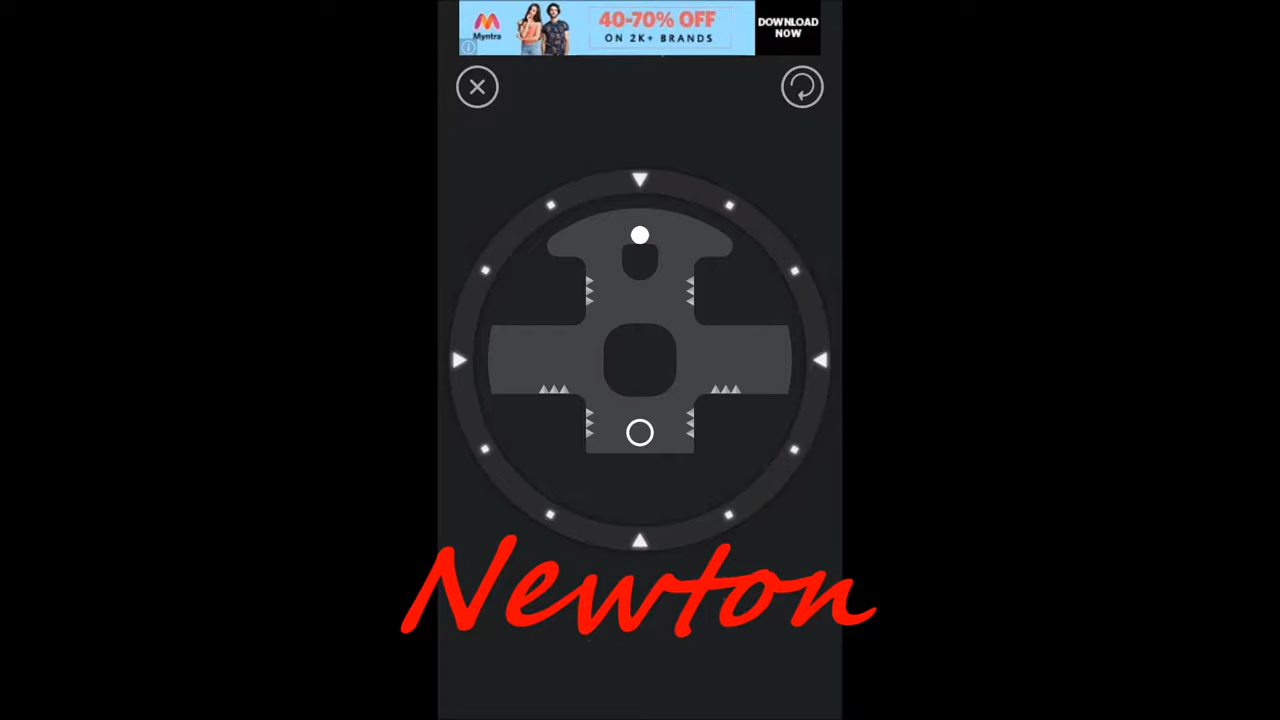 Myntra
40-70% OFF
ON 2K+ BRANDS
DOWNLOAD
NOW
Newton